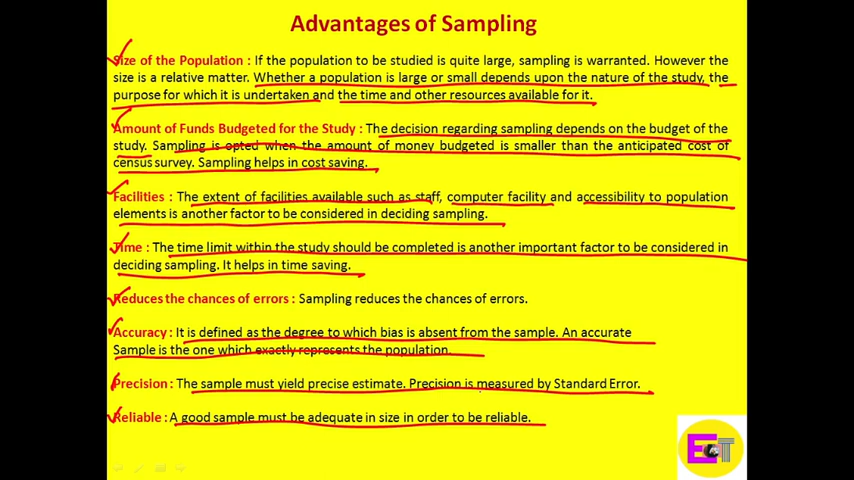 Advantages of Sampling
Size of the Population : If the population to be studied is quite large, sampling is warranted. However the
size is a relative matter. Whether a population is large or small depends upon the nature of the study, the
purpose for which it is undertaken and the time and other resources available for it.
Amount of Funds Budgeted for the Study : The decision regarding sampling depends on the budget of the
study. Sampling is opted when the amount of money budgeted is smaller than the anticipated cost of
census survey. Sampling helps in cost saving.
Facilities : The extent of facilities available such as staff, computer facility and accessibility to population
elements is another factor to be considered in deciding sampling.
Time : The time limit within the study should be completed is another important factor to be considered in
deciding sampling. It helps in time saving.
Reduces the chances of errors : Sampling reduces the chances of errors.
Accuracy : It is defined as the degree to which bias is absent from the sample. An accurate
Sample is the one which exactly represents the population.
Precision : The sample must yield precise estimate. Precision is measured by Standard Error.
Reliable : A good sample must be adequate in size in order to be reliable.
ECT